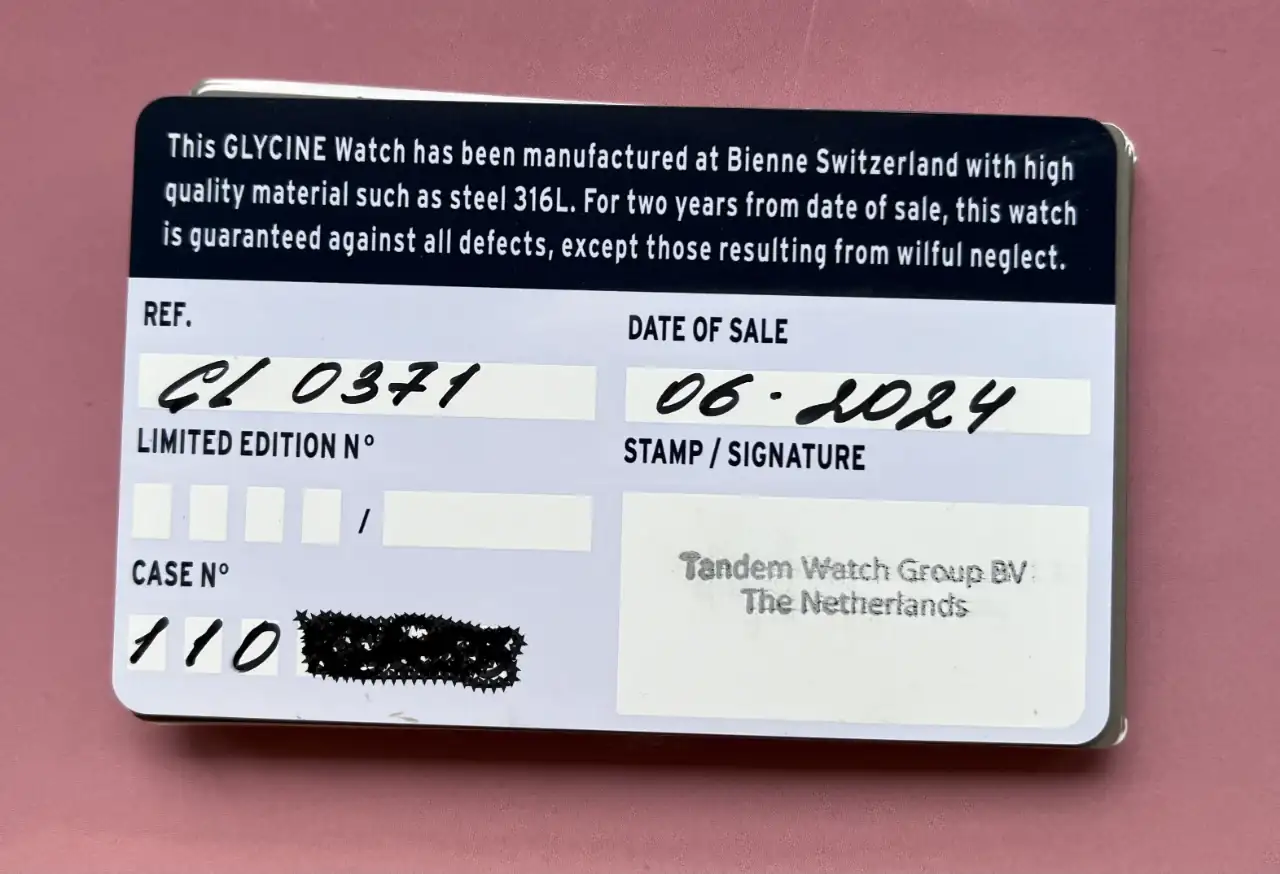 This GLYCINE Watch has been manufactured at Bienne Switzerland with high
quality material such as steel 316L. For two years from date of sale, this watch
is guaranteed against all defects, except those resulting from wilful neglect.
REF.
GL 0371
DATE OF SALE
06.2024
LIMITED EDITION Nº
/
STAMP / SIGNATURE
Tandem Watch Group BV
The Netherlands
CASE Nº
110